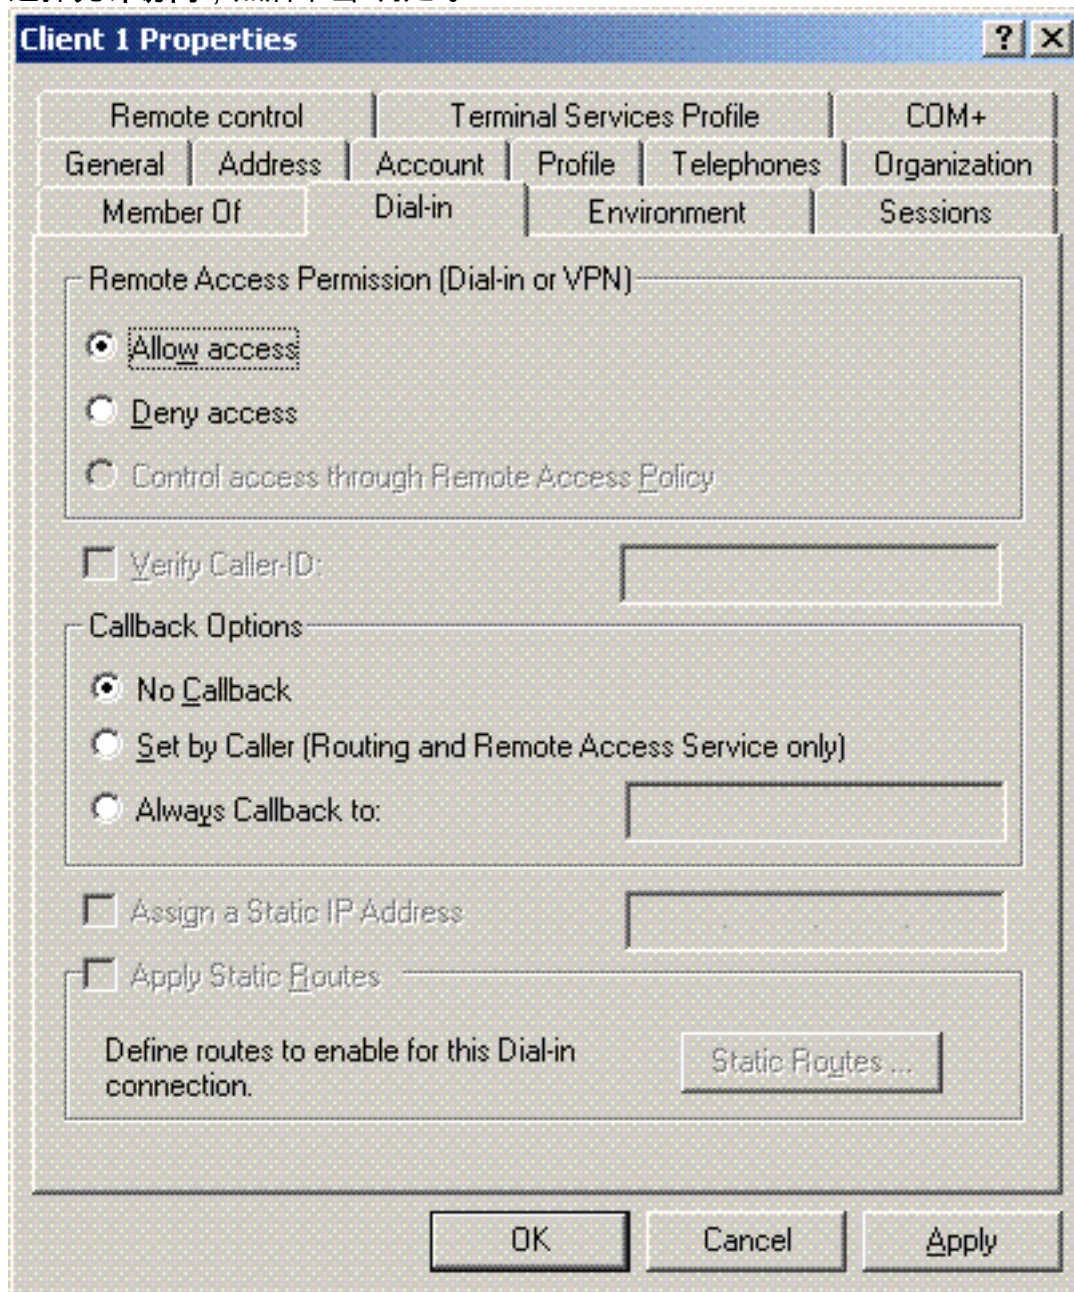 Client 1 Properties
Remote control
Terminal Services Profile
COM+
General
Address
Account
Profile
Telephones
Organization
Member Of
Dial-in
Environment
Sessions
Remote Access Permission (Dial-in or VPN)
Allow access
Deny access
Control access through Remote Access Policy
Verify Caller-ID:
Callback Options
No Callback
Set by Caller (Routing and Remote Access Service only)
Always Callback to:
Assign a Static IP Address
Apply Static Routes
Define routes to enable for this Dial-in
connection.
Static Routes ...
OK
Cancel
Apply